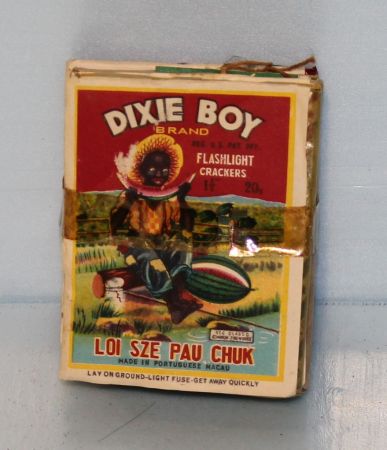 DIXIE BOY
BRAND
REG. U.S. PAT. OFF.
FLASHLIGHT
CRACKERS
20s
LOI SZE PAU CHUK
MADE IN PORTUGUESE MACAU
LAY ON GROUND-LIGHT FUSE-GET AWAY QUICKLY